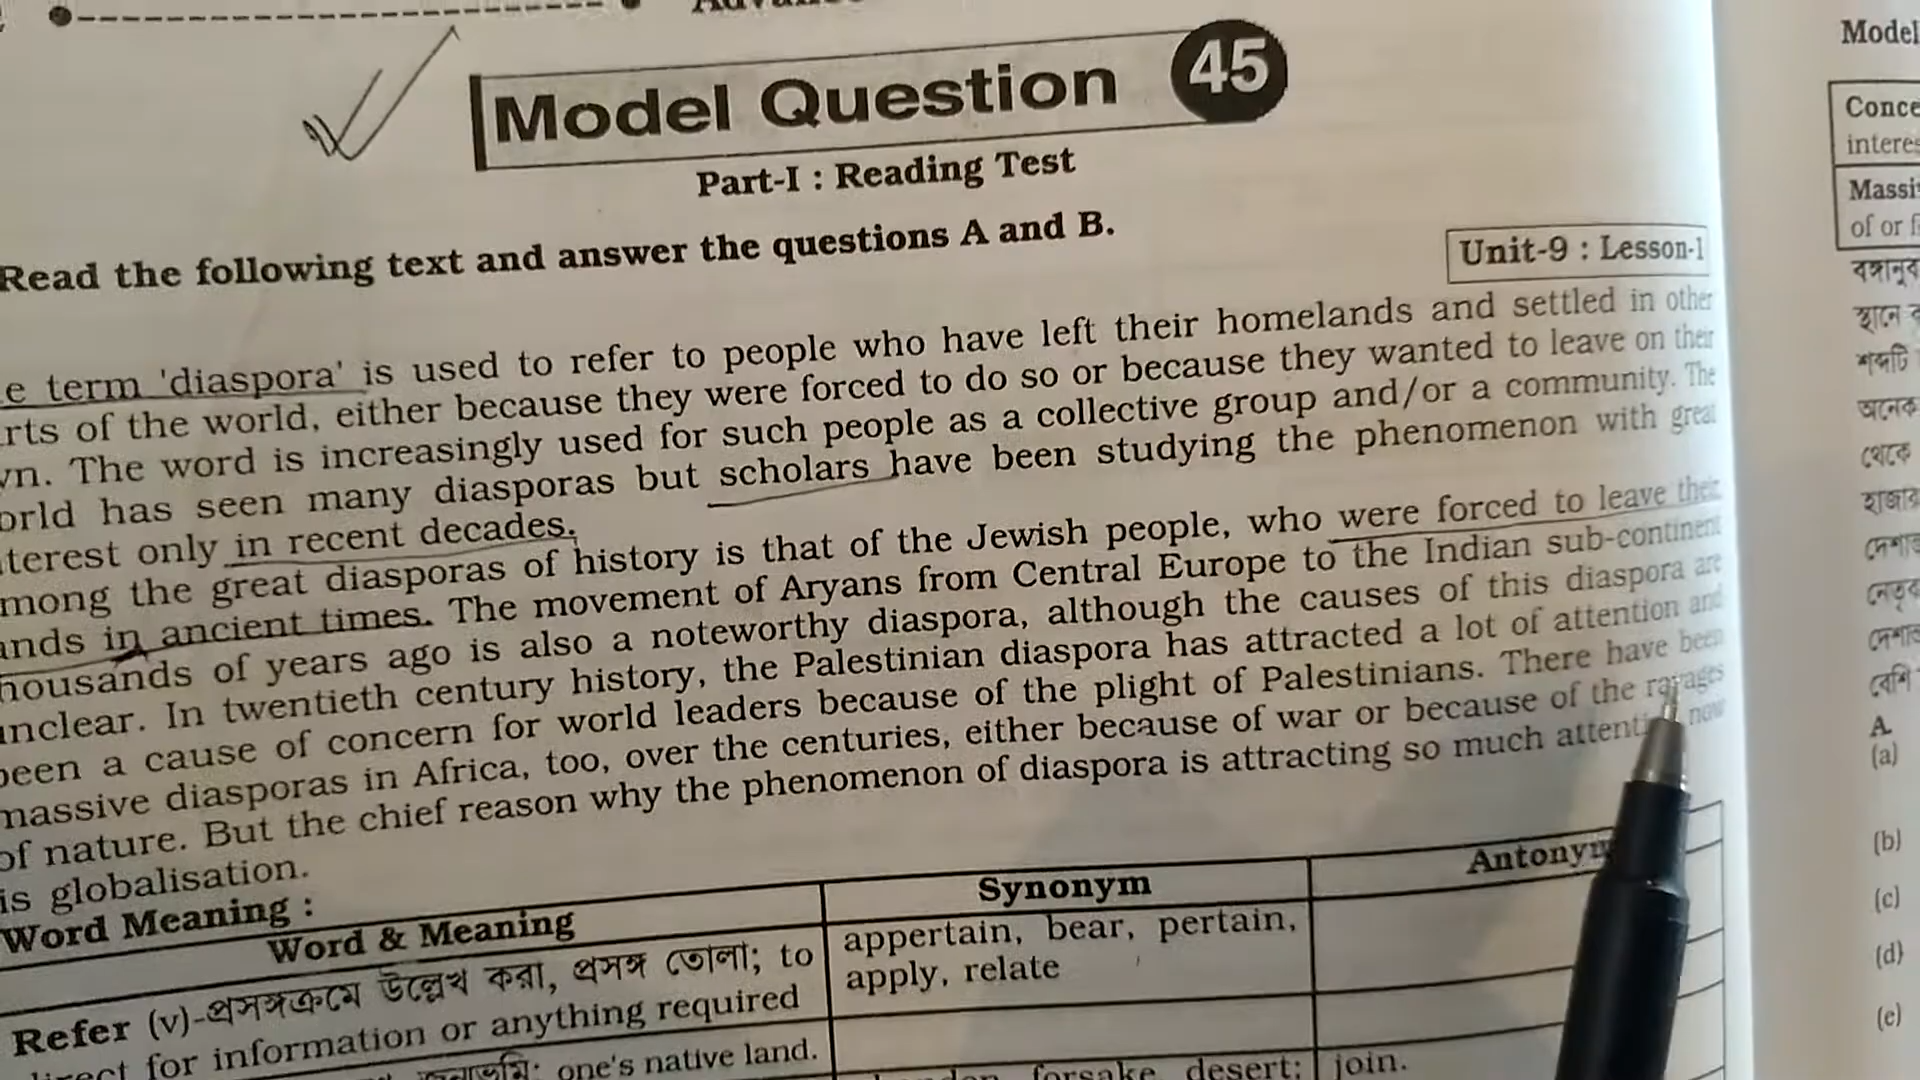 Model Question 45
Part-I : Reading Test
Read the following text and answer the questions A and B.
Unit-9 : Lesson-1
e term 'diaspora' is used to refer to people who have left their homelands and settled in other
rts of the world, either because they were forced to do so or because they wanted to leave on their
vn. The word is increasingly used for such people as a collective group and/or a community. The
orld has seen many diasporas but scholars have been studying the phenomenon with great
terest only in recent decades.
mong the great diasporas of history is that of the Jewish people, who were forced to leave their
ands in ancient times. The movement of Aryans from Central Europe to the Indian sub-continent
housands of years ago is also a noteworthy diaspora, although the causes of this diaspora are
unclear. In twentieth century history, the Palestinian diaspora has attracted a lot of attention and
been a cause of concern for world leaders because of the plight of Palestinians. There have been
massive diasporas in Africa, too, over the centuries, either because of war or because of the ravages
of nature. But the chief reason why the phenomenon of diaspora is attracting so much attenti now
is globalisation.
Word Meaning :
Word & Meaning
Synonym
Antonym
Refer (v)-প্রসঙ্গক্রমে উল্লেখ করা, প্রসঙ্গ তোলা; to
appertain, bear, pertain,
apply, relate
direct for information or anything required
one's native land.
forsake, desert;
join.
Model
Conce
interes
Massi
of or f
A.
(a)
(b)
(c)
(d)
(e)